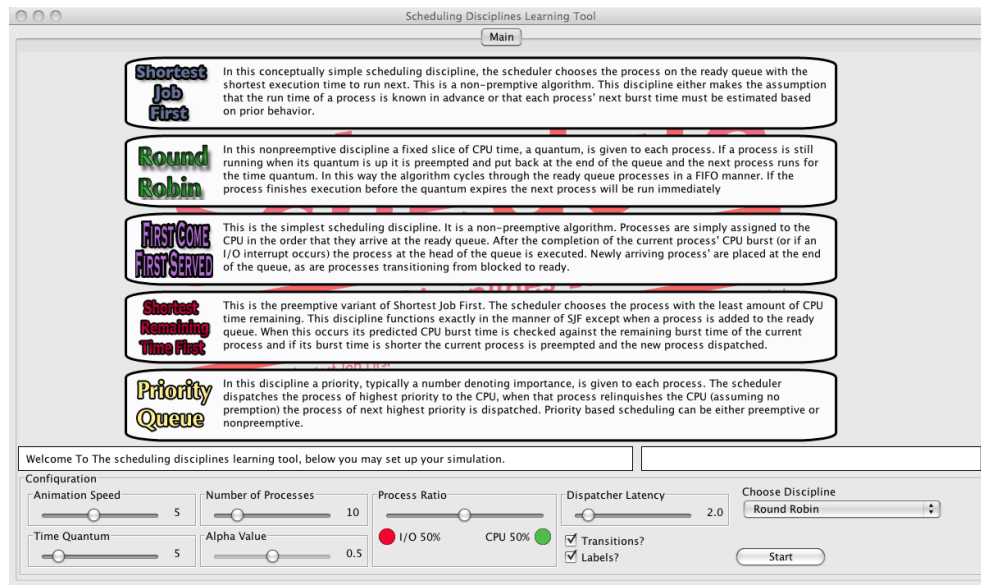 Scheduling Disciplines Learning Tool
Main
Shortest
Job
First
In this conceptually simple scheduling discipline, the scheduler chooses the process on the ready queue with the
shortest execution time to run next. This is a non-premptive algorithm. This discipline either makes the assumption
that the run time of a process is known in advance or that each process' next burst time must be estimated based
on prior behavior.
Round
Robin
In this nonpreemptive discipline a fixed slice of CPU time, a quantum, is given to each process. If a process is still
running when its quantum is up it is preempted and put back at the end of the queue and the next process runs for
the time quantum. In this way the algorithm cycles through the ready queue processes in a FIFO manner. If the
process finishes execution before the quantum expires the next process will be run immediately
First Come
First Served
This is the simplest scheduling discipline. It is a non-preemptive algorithm. Processes are simply assigned to the
CPU in the order that they arrive at the ready queue. After the completion of the current process' CPU burst (or if an
I/O interrupt occurs) the process at the head of the queue is executed. Newly arriving process' are placed at the end
of the queue, as are processes transitioning from blocked to ready.
Shortest
Remaining
Time First
This is the preemptive variant of Shortest Job First. The scheduler chooses the process with the least amount of CPU
time remaining. This discipline functions exactly in the manner of SJF except when a process is added to the ready
queue. When this occurs its predicted CPU burst time is checked against the remaining burst time of the current
process and if its burst time is shorter the current process is preempted and the new process dispatched.
Priority
Queue
In this discipline a priority, typically a number denoting importance, is given to each process. The scheduler
dispatches the process of highest priority to the CPU, when that process relinquishes the CPU (assuming no
premption) the process of next highest priority is dispatched. Priority based scheduling can be either preemptive or
nonpreemptive.
Welcome To The scheduling disciplines learning tool, below you may set up your simulation.
Configuration
Animation Speed
5
Number of Processes
10
Process Ratio
I/O 50%
CPU 50%
Dispatcher Latency
2.0
Choose Discipline
Round Robin
Time Quantum
5
Alpha Value
0.5
Transitions?
Labels?
Start